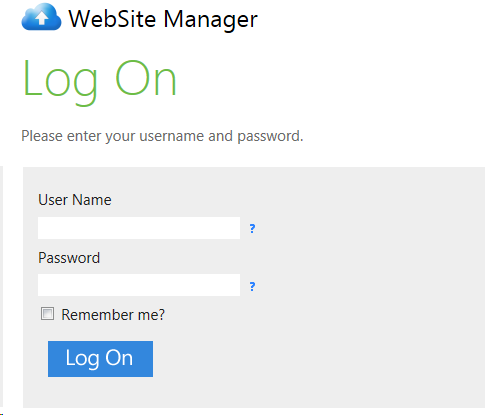 WebSite Manager
Log On
Please enter your username and password.
User Name
?
Password
?
Remember me?
Log On